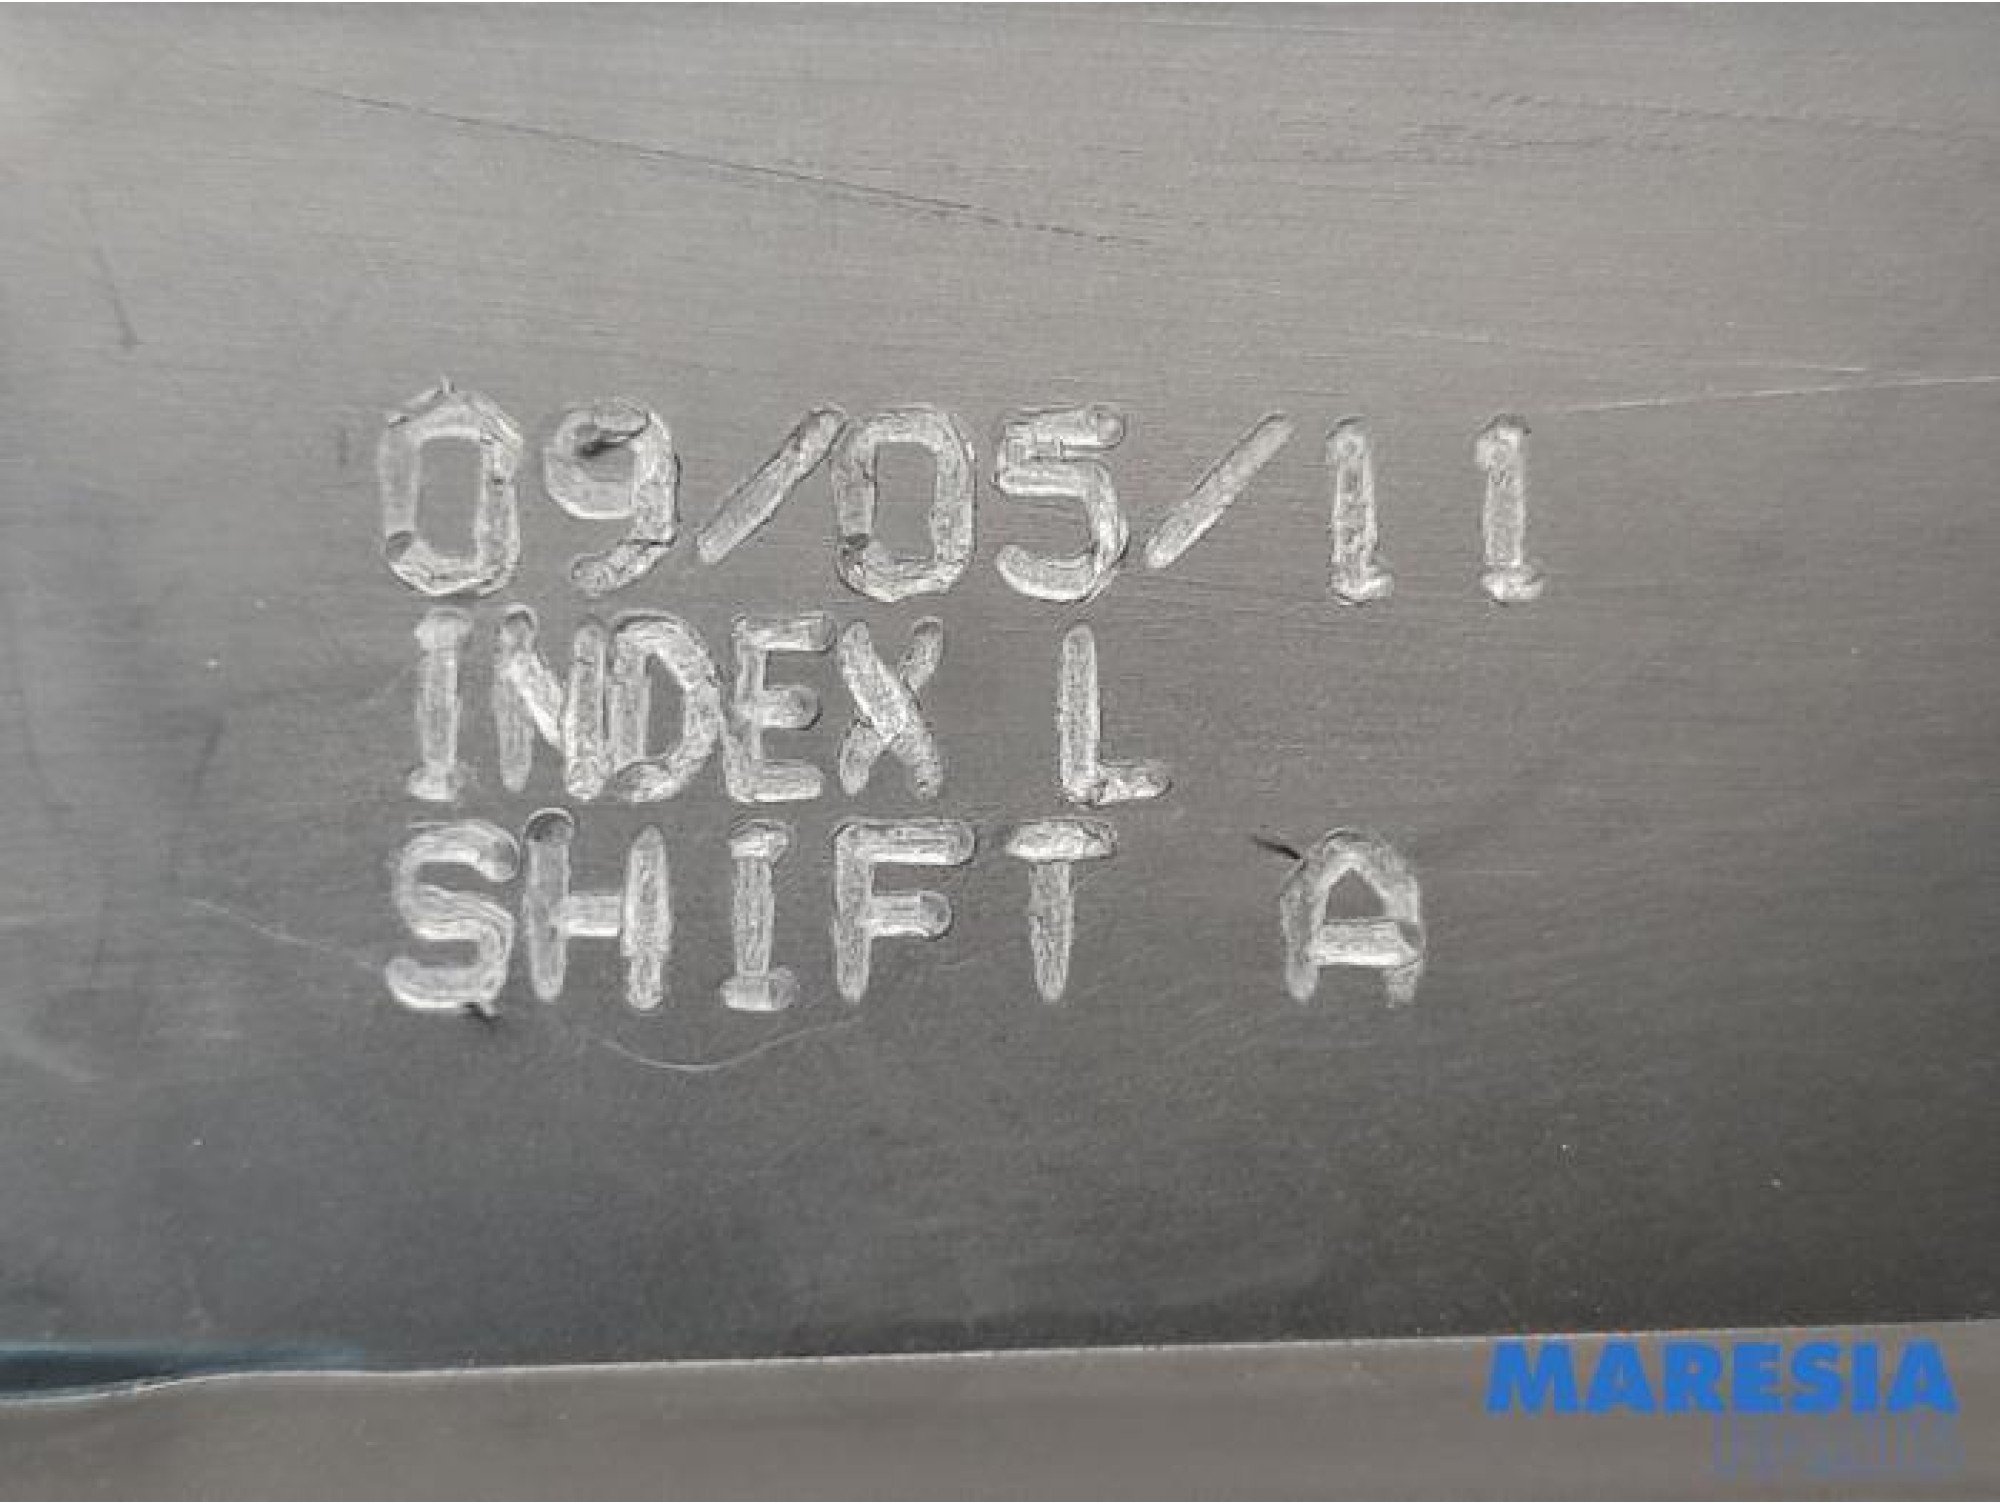 09/05/11
INDEX L
SHIFT A
MARESIA